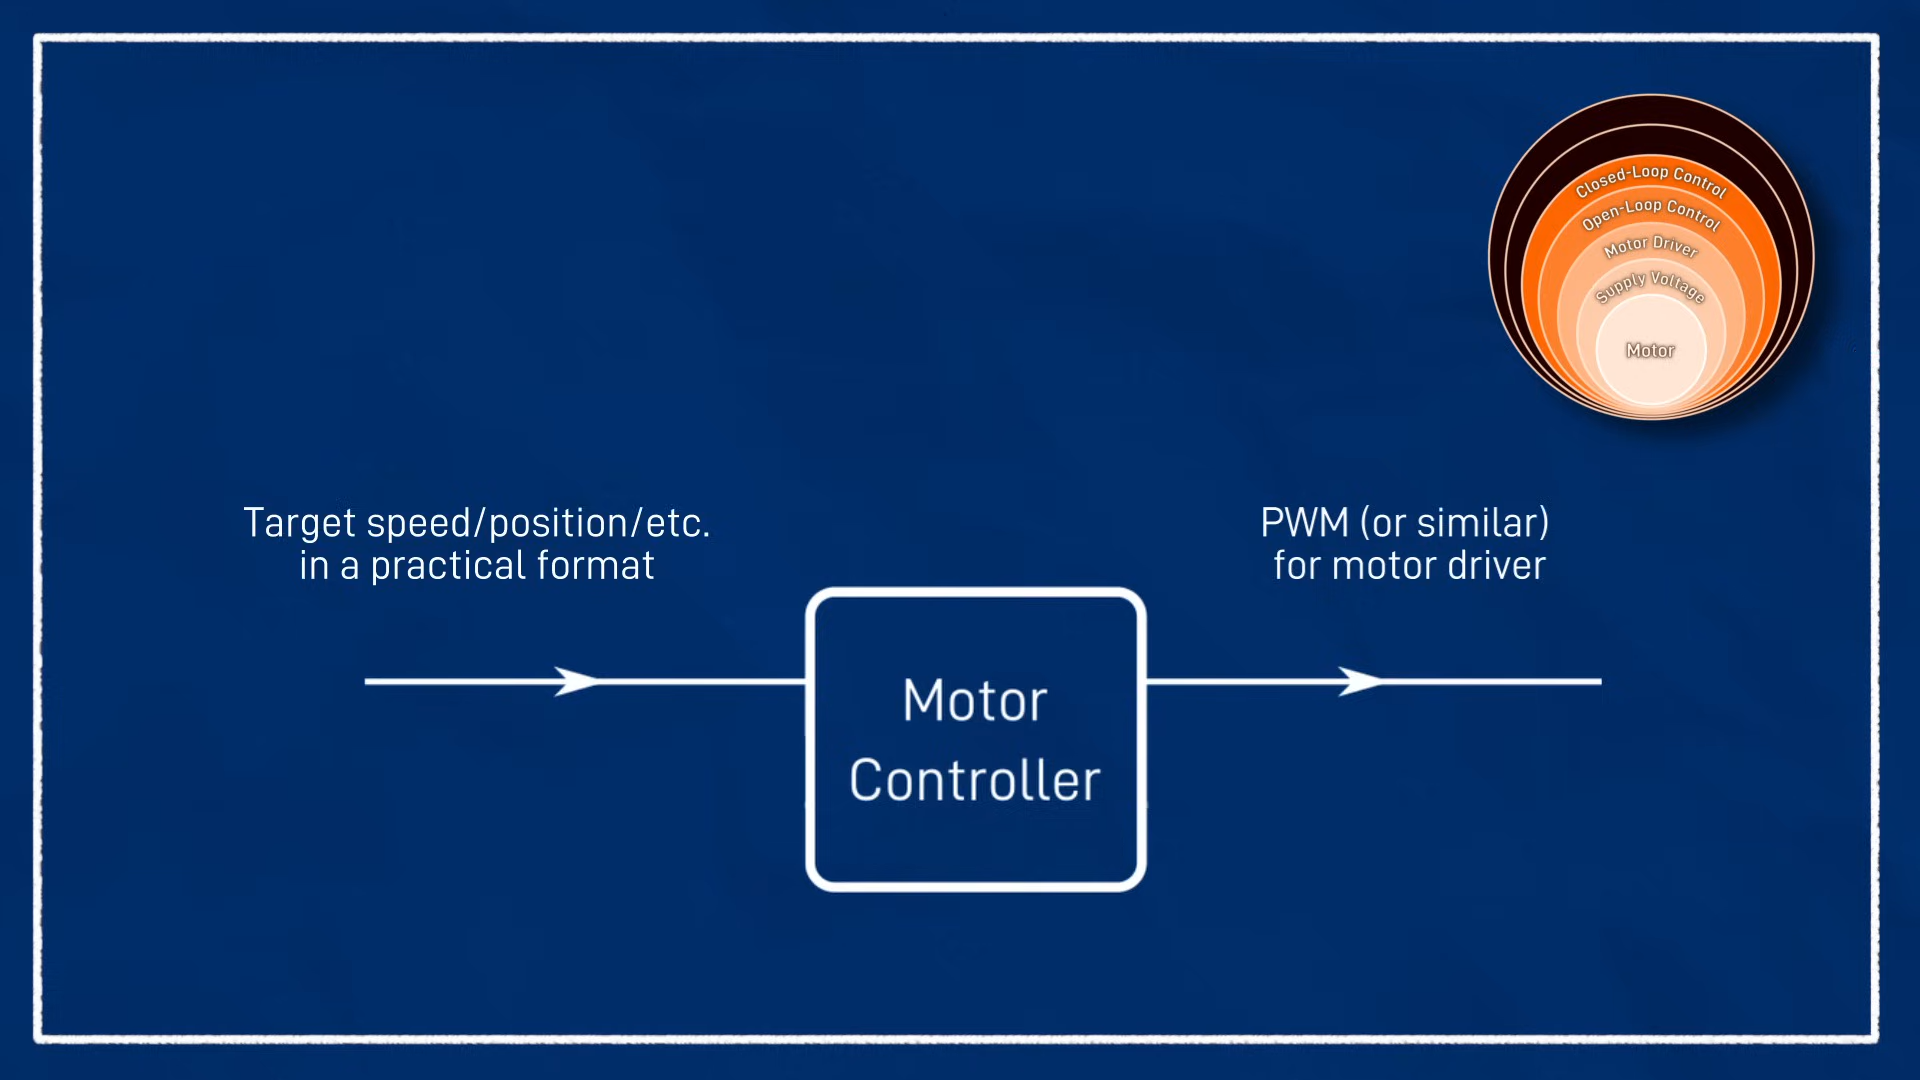 Closed-Loop Control
Open-Loop Control
Motor Driver
Supply Voltage
Motor
Target speed/position/etc.
in a practical format
PWM (or similar)
for motor driver
Motor
Controller